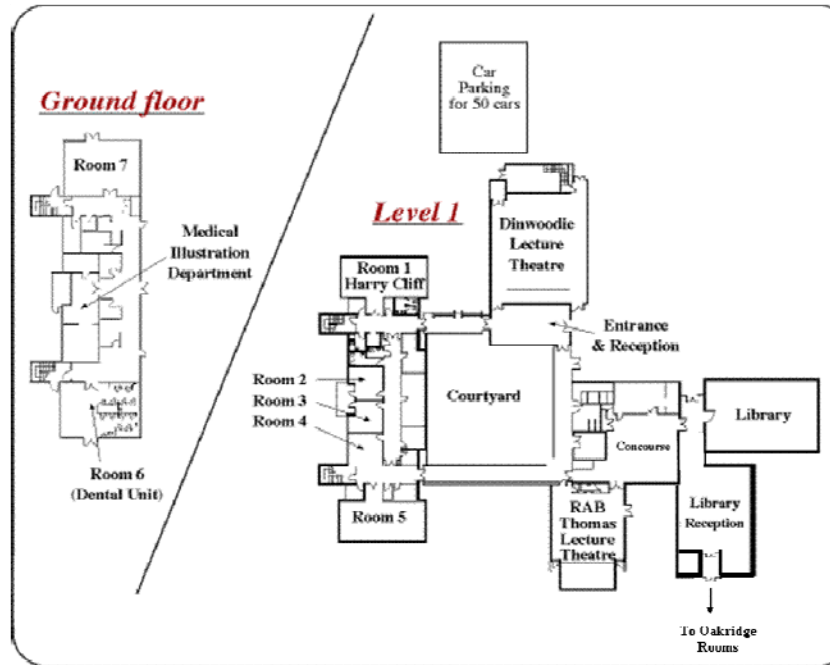 Ground floor
Room 7
Medical
Illustration
Department
Room 6
(Dental Unit)
Car
Parking
for 50 cars
Level 1
Dinwoodie
Lecture
Theatre
Room 1
Harry Cliff
Entrance
& Reception
Room 2
Room 3
Room 4
Courtyard
Concourse
Library
Room 5
RAB
Thomas
Lecture
Theatre
Library
Reception
To Oakridge
Rooms